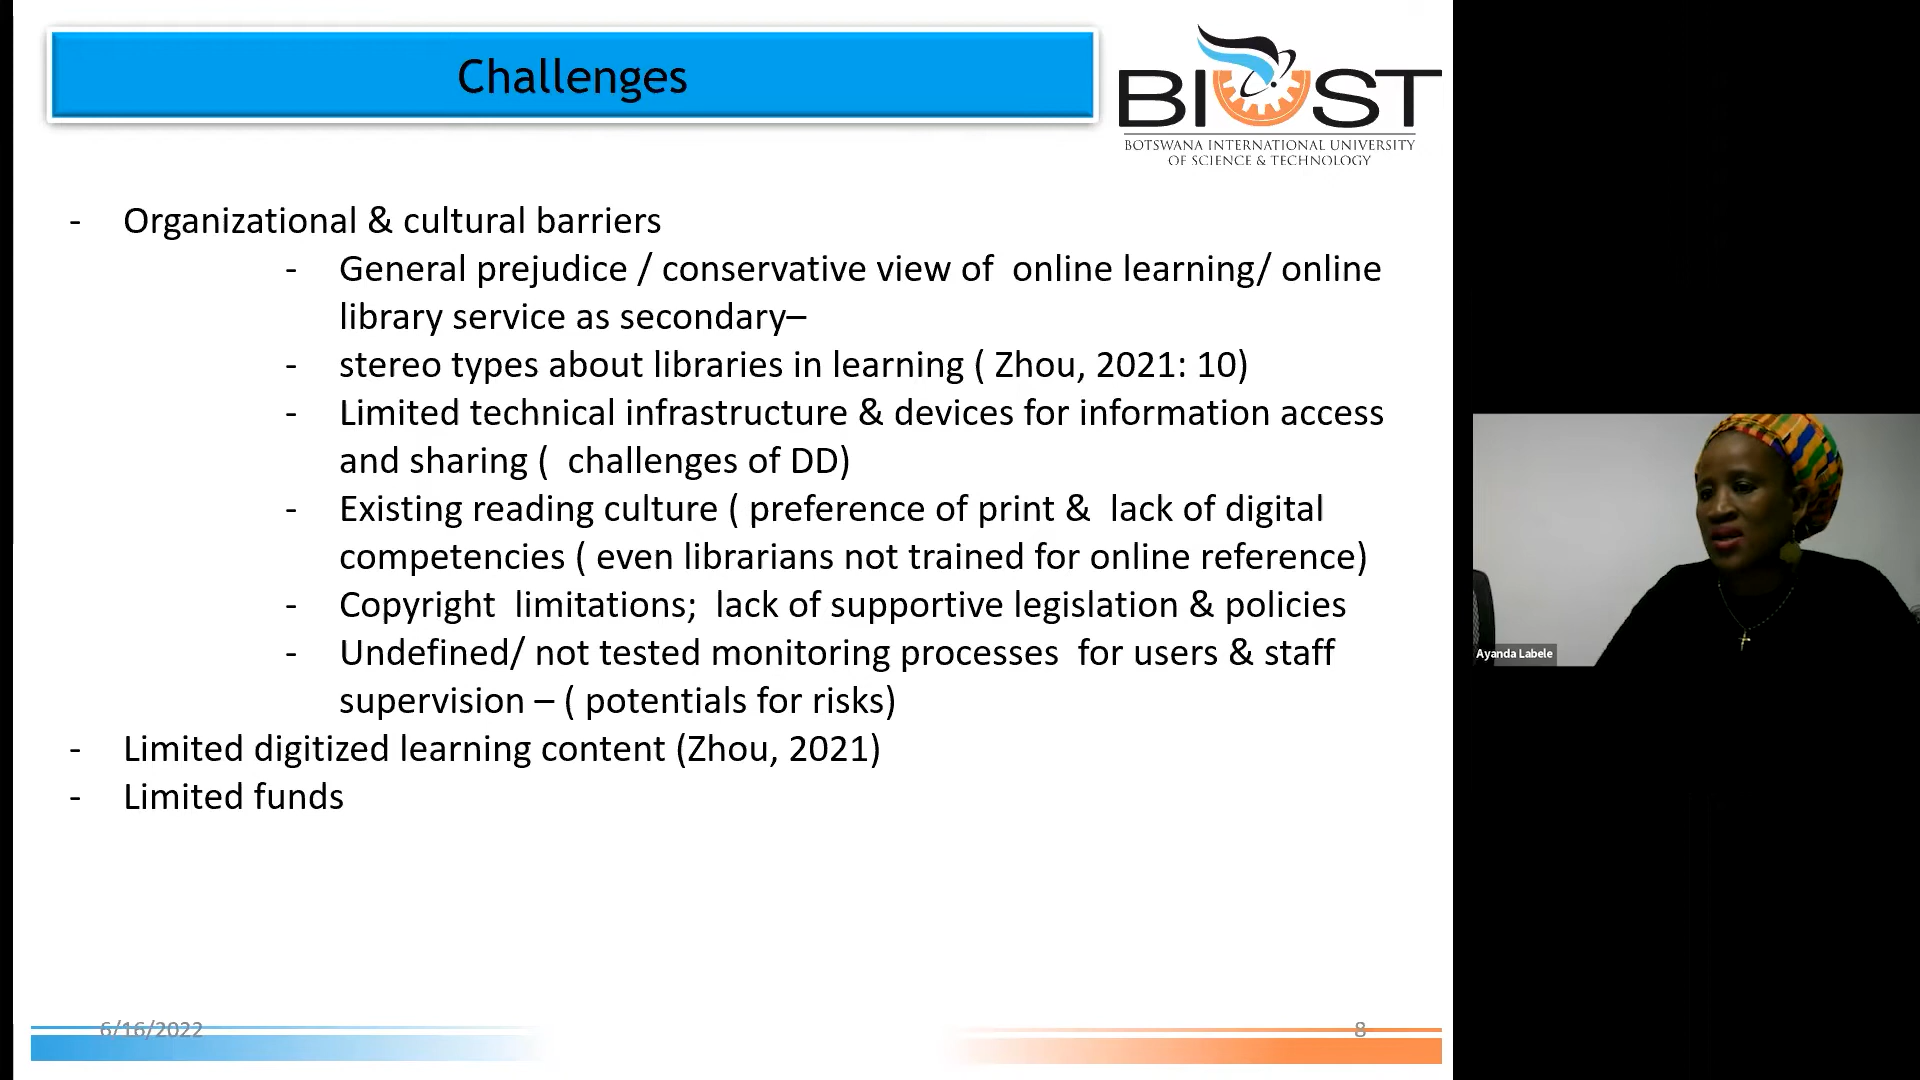 Challenges
BIUST
BOTSWANA INTERNATIONAL UNIVERSITY
OF SCIENCE & TECHNOLOGY
- Organizational & cultural barriers
- General prejudice / conservative view of  online learning/ online
library service as secondary–
- stereo types about libraries in learning ( Zhou, 2021: 10)
- Limited technical infrastructure & devices for information access
and sharing (  challenges of DD)
- Existing reading culture ( preference of print &  lack of digital
competencies ( even librarians not trained for online reference)
- Copyright  limitations;  lack of supportive legislation & policies
- Undefined/ not tested monitoring processes  for users & staff
supervision – ( potentials for risks)
- Limited digitized learning content (Zhou, 2021)
- Limited funds
Ayanda Labele
6/16/2022
8